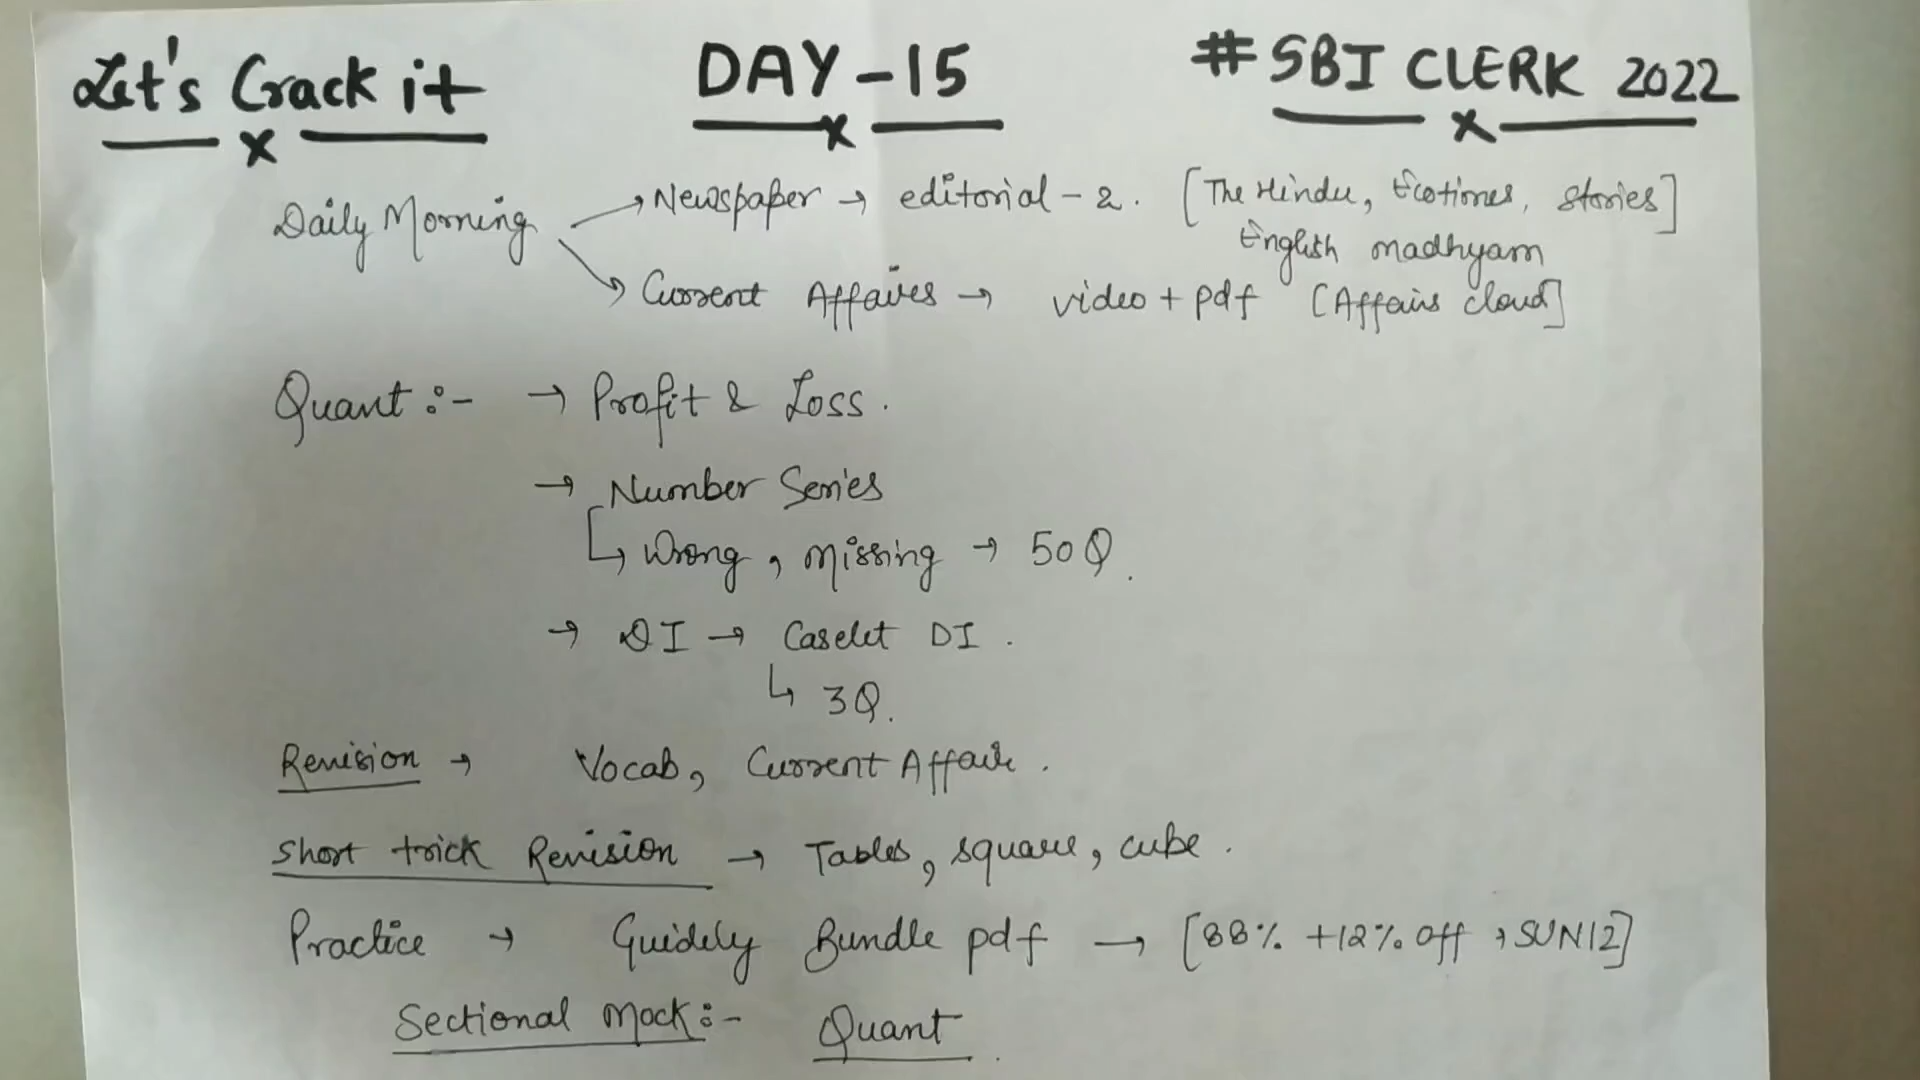 Let's Crack it DAY-15 #SBI CLERK 2022
Daily Morning → Newspaper → editorial - 2. [The Hindu, Ecotimes, stories]
English madhyam
→ Current Affaires → video + pdf [Affairs cloud]
Quant :- → Profit & Loss.
→ Number Series
↳ Wrong, Missing → 50Q.
→ DI → Caselet DI.
↳ 3Q.
Revision → Vocab, Current Affair.
Short trick Revision → Tables, square, cube.
Practice → Guidely Bundle pdf → [88% +12% off, SUN12]
Sectional Mock :- Quant.